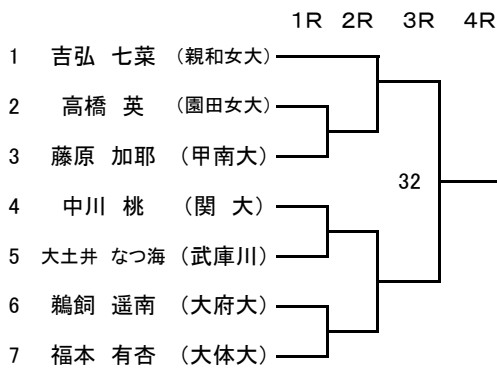 1R 2R 3R 4R
1 吉弘 七菜 (親和女大)
2 高橋 英 (園田女大)
3 藤原 加耶 (甲南大)
32
4 中川 桃 (関 大)
5 大土井 なつ海 (武庫川)
6 鵜飼 遥南 (大府大)
7 福本 有杏 (大体大)